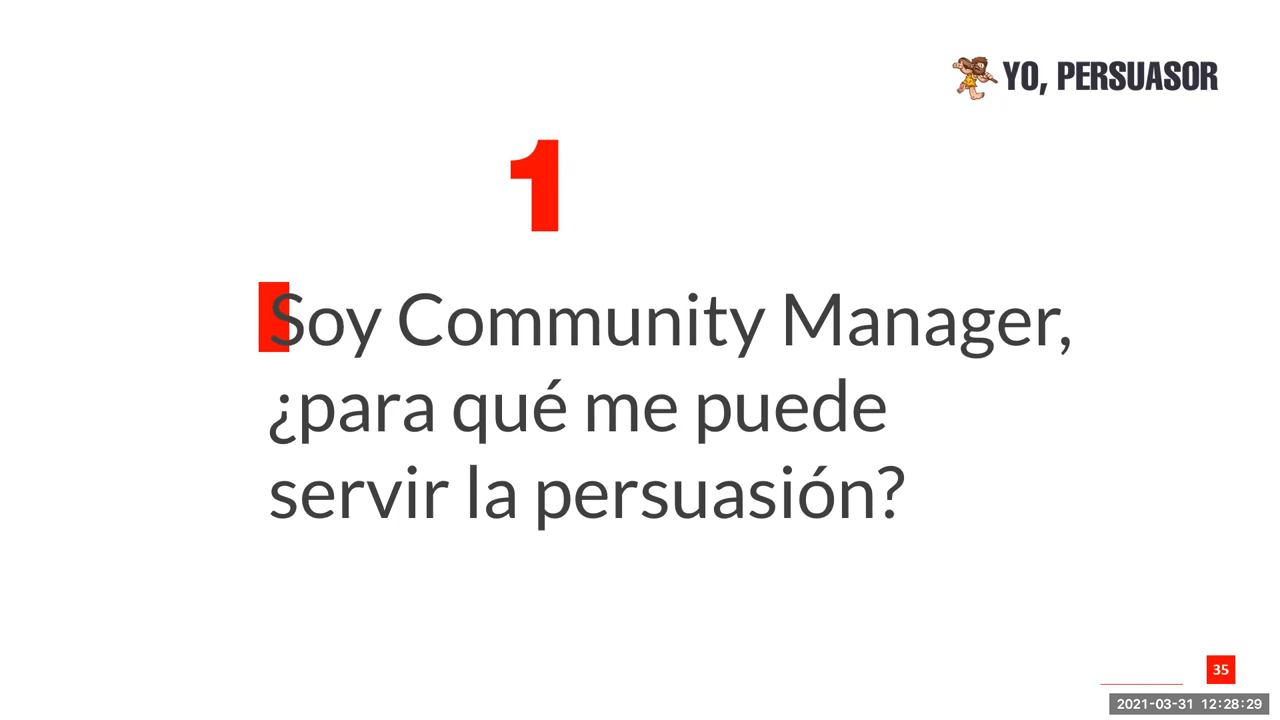 YO, PERSUASOR
1
Soy Community Manager,
¿para qué me puede
servir la persuasión?
35
2021-03-31 12:28:29